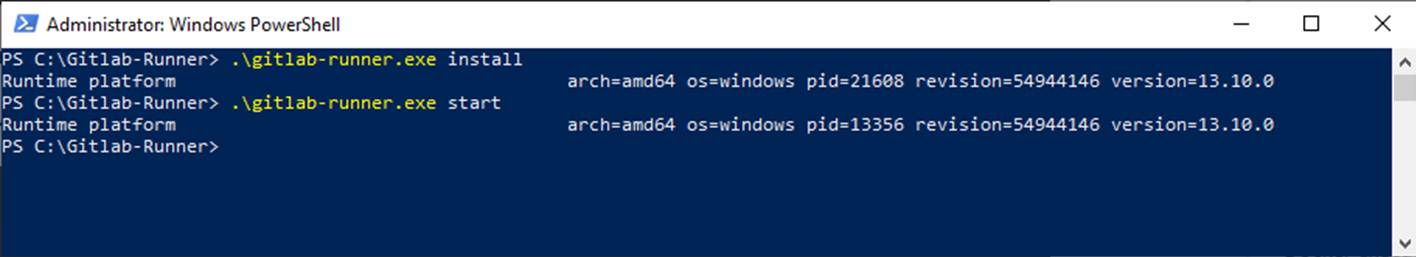 Administrator: Windows PowerShell
PS C:\Gitlab-Runner> .\gitlab-runner.exe install
Runtime platform                                    arch=amd64 os=windows pid=21608 revision=54944146 version=13.10.0
PS C:\Gitlab-Runner> .\gitlab-runner.exe start
Runtime platform                                    arch=amd64 os=windows pid=13356 revision=54944146 version=13.10.0
PS C:\Gitlab-Runner>